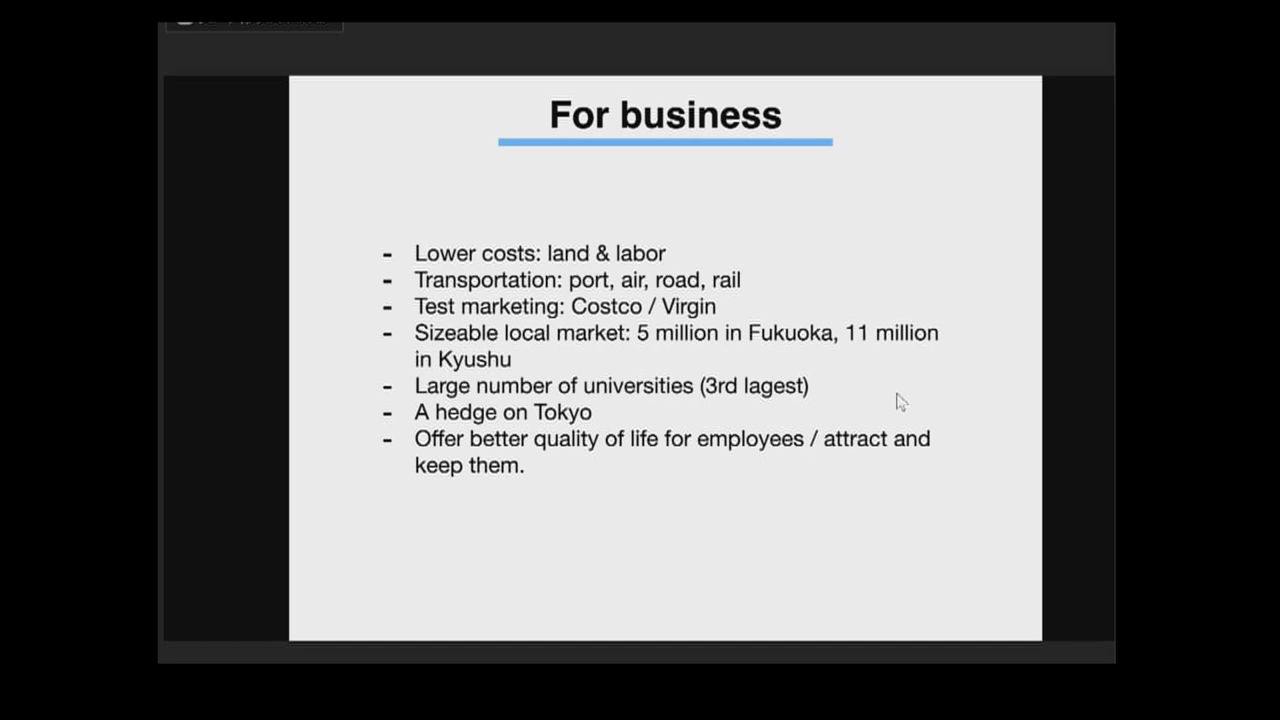 For business
- Lower costs: land & labor
- Transportation: port, air, road, rail
- Test marketing: Costco / Virgin
- Sizeable local market: 5 million in Fukuoka, 11 million
in Kyushu
- Large number of universities (3rd lagest)
- A hedge on Tokyo
- Offer better quality of life for employees / attract and
keep them.